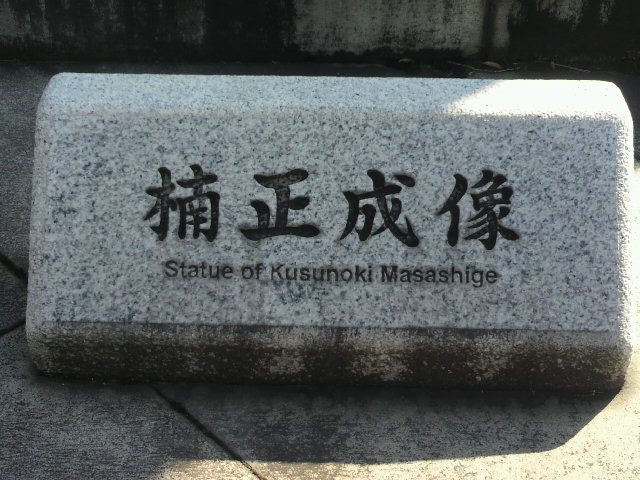 楠正成像
Statue of Kusunoki Masashige